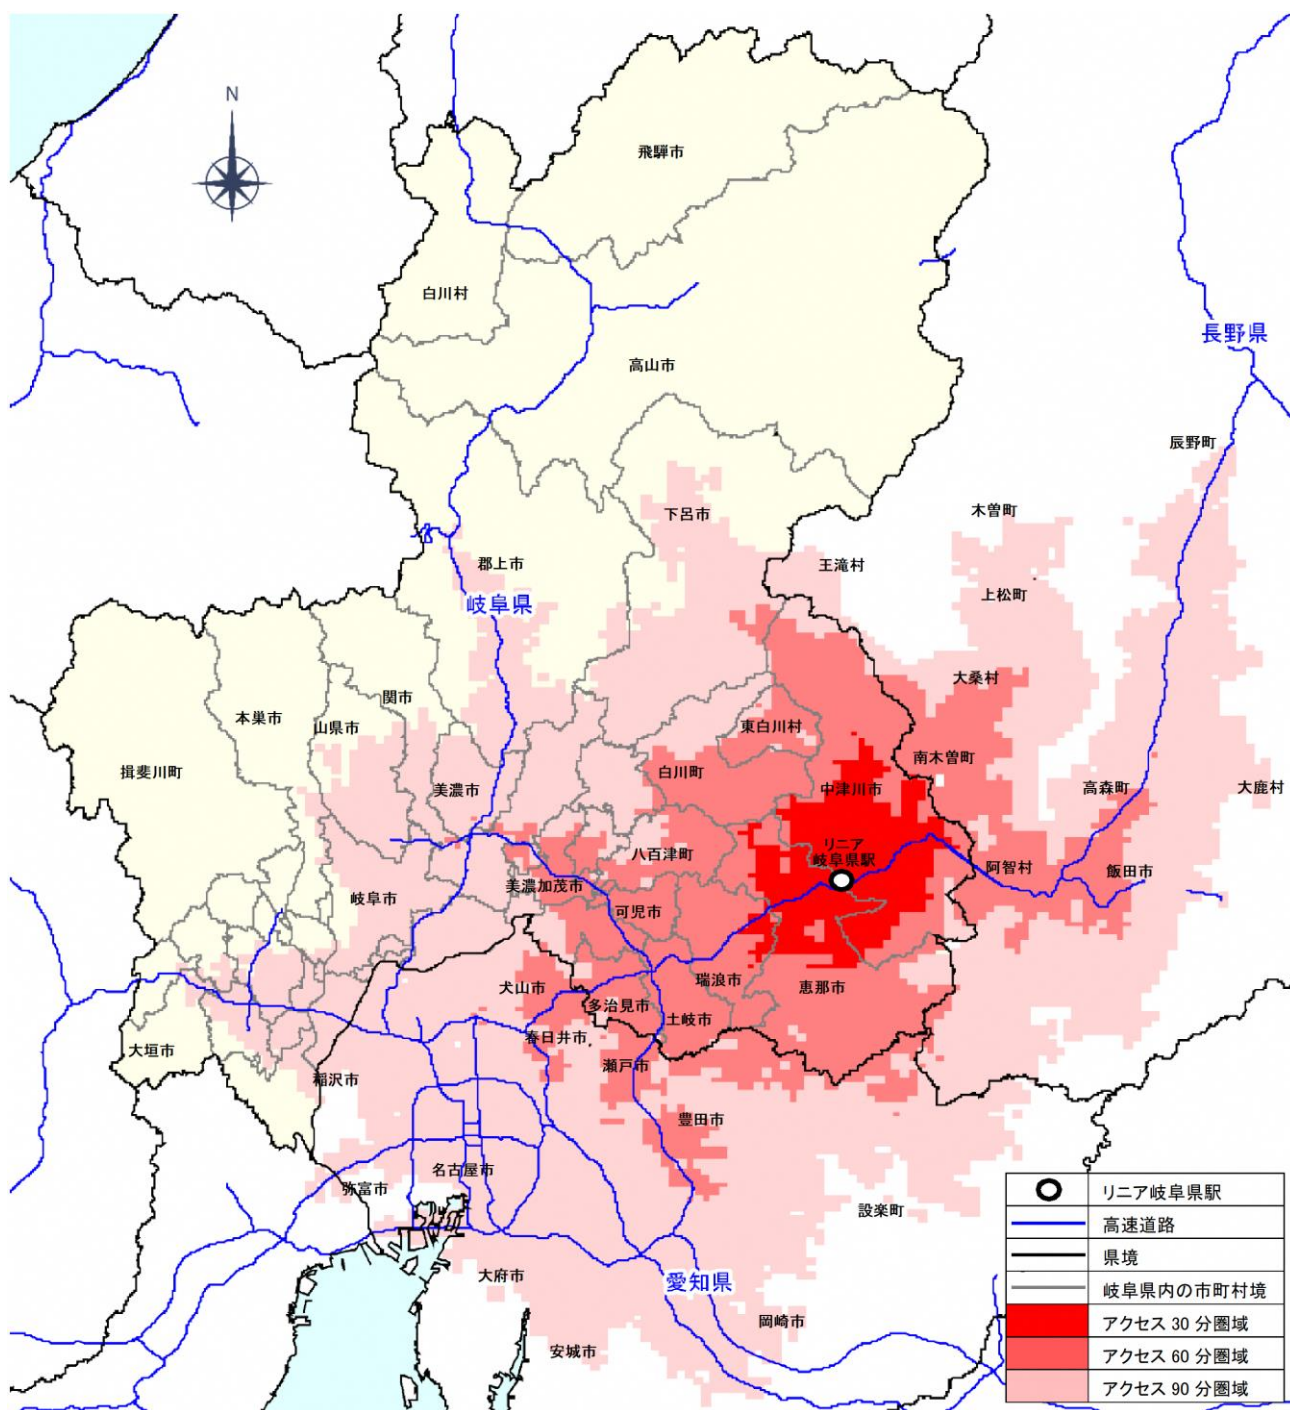 N
飛騨市
白川村
長野県
高山市
辰野町
下呂市
木曽町
郡上市
王滝村
上松町
岐阜県
大桑村
関市
本巣市
山県市
東白川村
南木曽町
揖斐川町
白川町
美濃市
中津川市
高森町
大鹿村
リニア
岐阜県駅
八百津町
阿智村
飯田市
美濃加茂市
岐阜市
可児市
瑞浪市
犬山市
恵那市
多治見市
土岐市
春日井市
大垣市
瀬戸市
稲沢市
豊田市
名古屋市
弥富市
設楽町
大府市
愛知県
岡崎市
安城市
リニア岐阜県駅
高速道路
県境
岐阜県内の市町村境
アクセス 30 分圏域
アクセス 60 分圏域
アクセス 90 分圏域